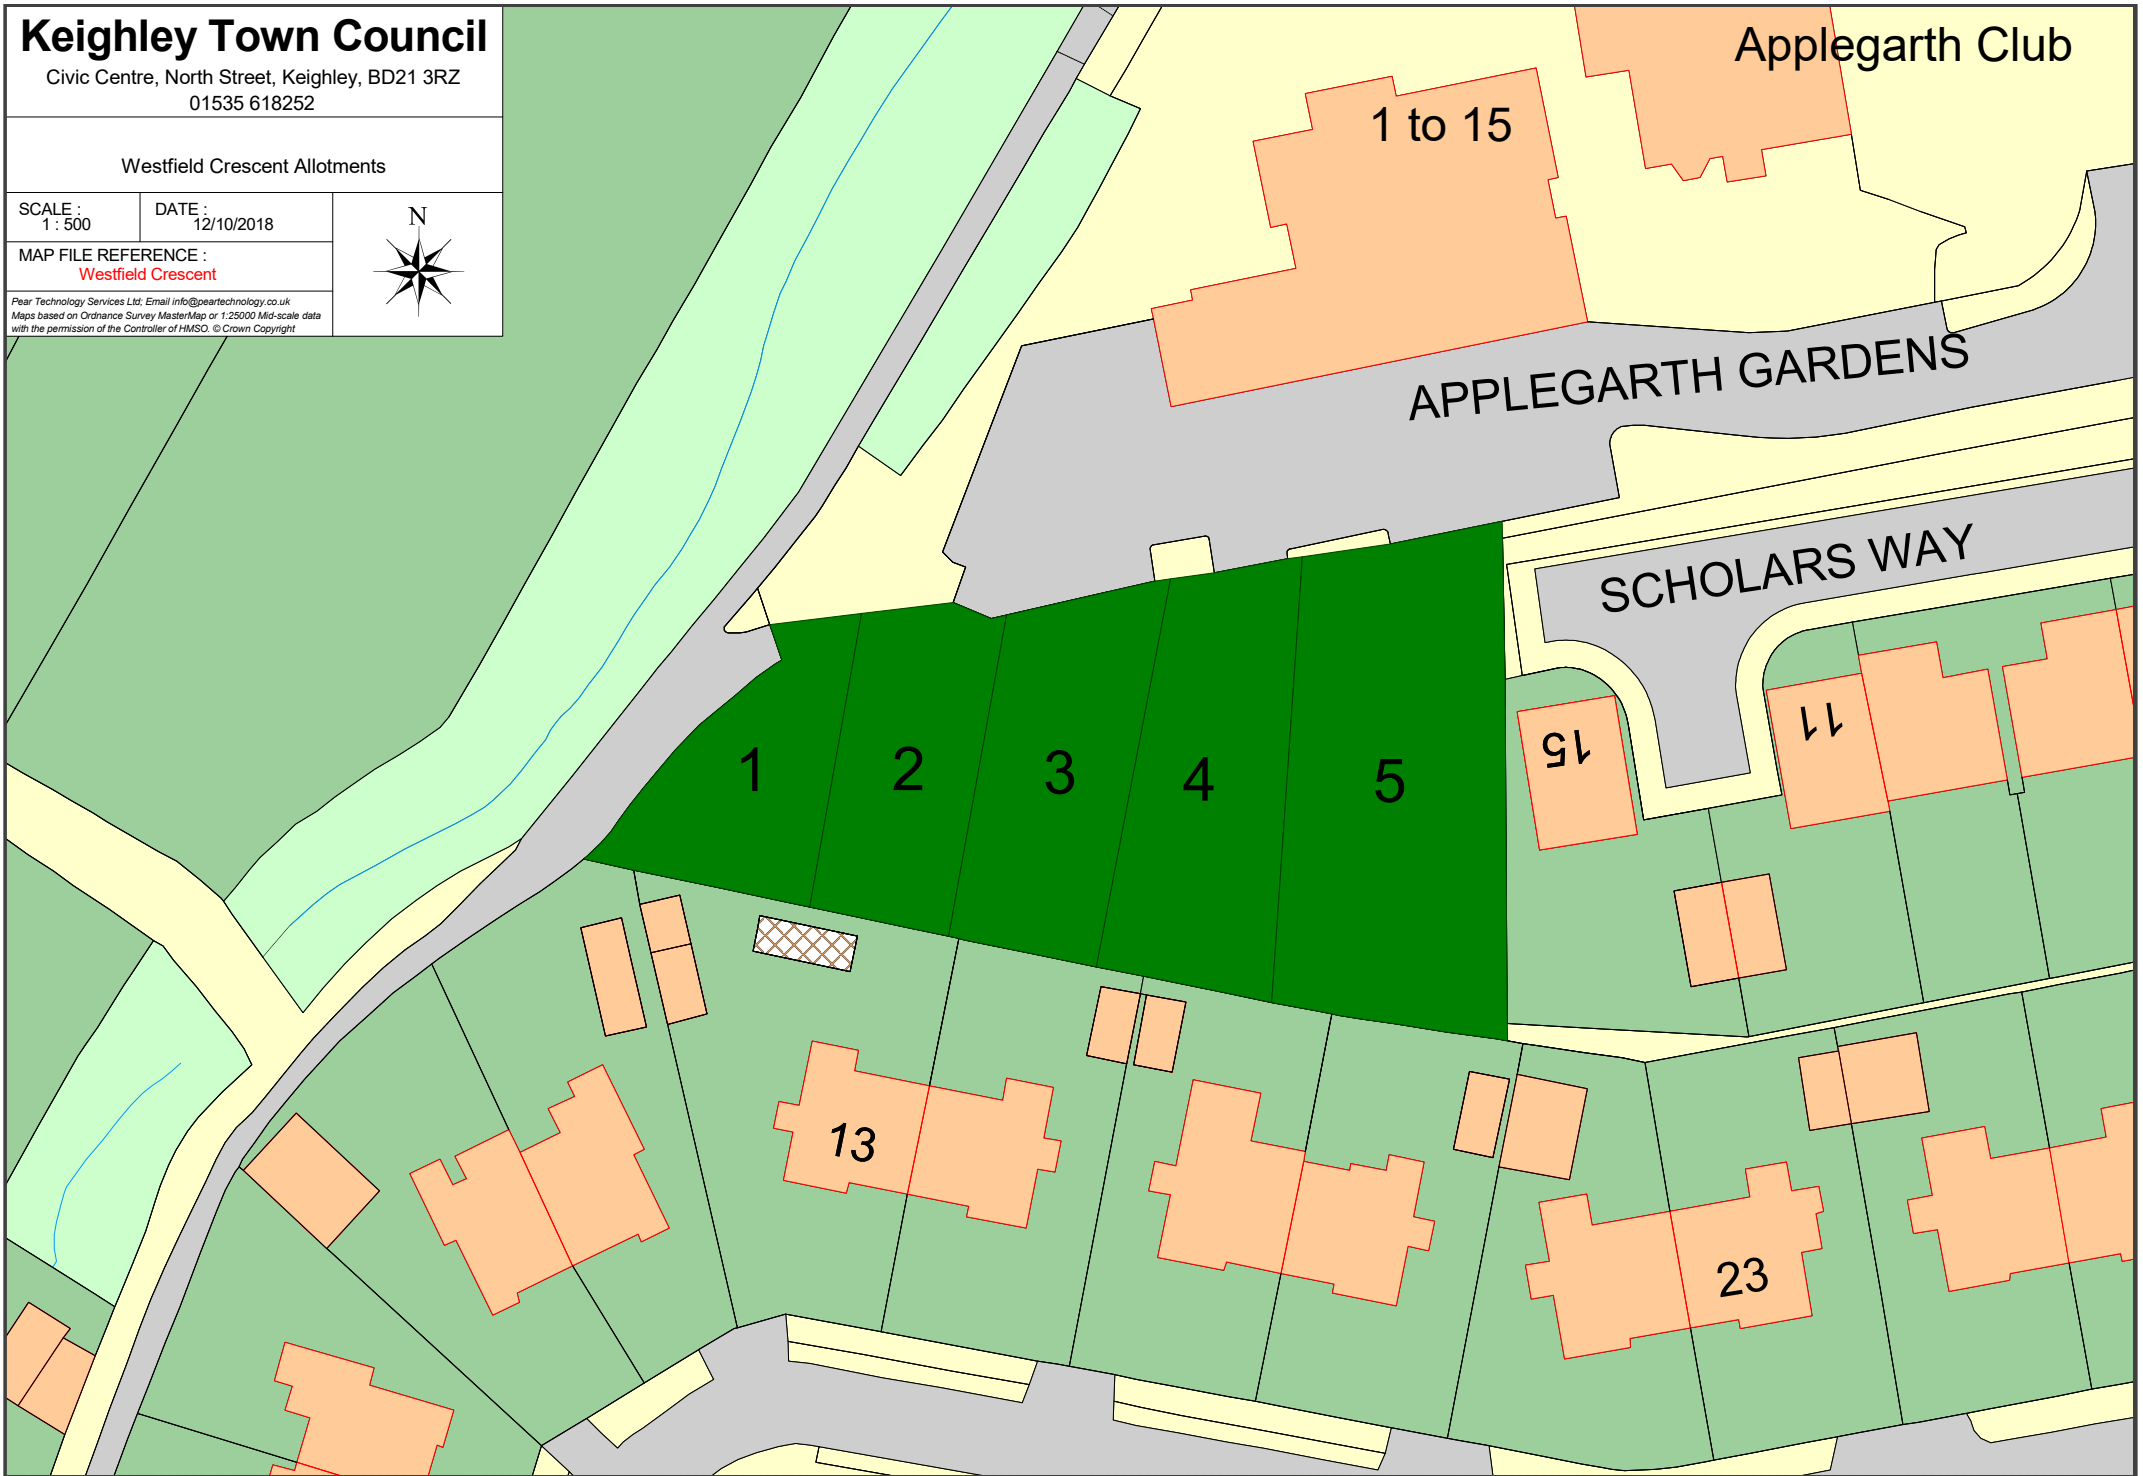 Keighley Town Council
Civic Centre, North Street, Keighley, BD21 3RZ
01535 618252
Westfield Crescent Allotments
SCALE :
1 : 500
DATE :
12/10/2018
N
MAP FILE REFERENCE :
Westfield Crescent
Pear Technology Services Ltd; Email info@peartechnology.co.uk
Maps based on Ordnance Survey MasterMap or 1:25000 Mid-scale data
with the permission of the Controller of HMSO. © Crown Copyright
Applegarth Club
1 to 15
APPLEGARTH GARDENS
SCHOLARS WAY
1
2
3
4
5
15
11
13
23